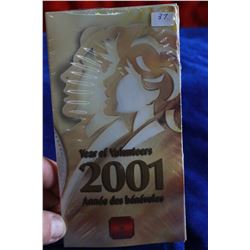 37
Year of Volunteers
2001
Année des bénévoles